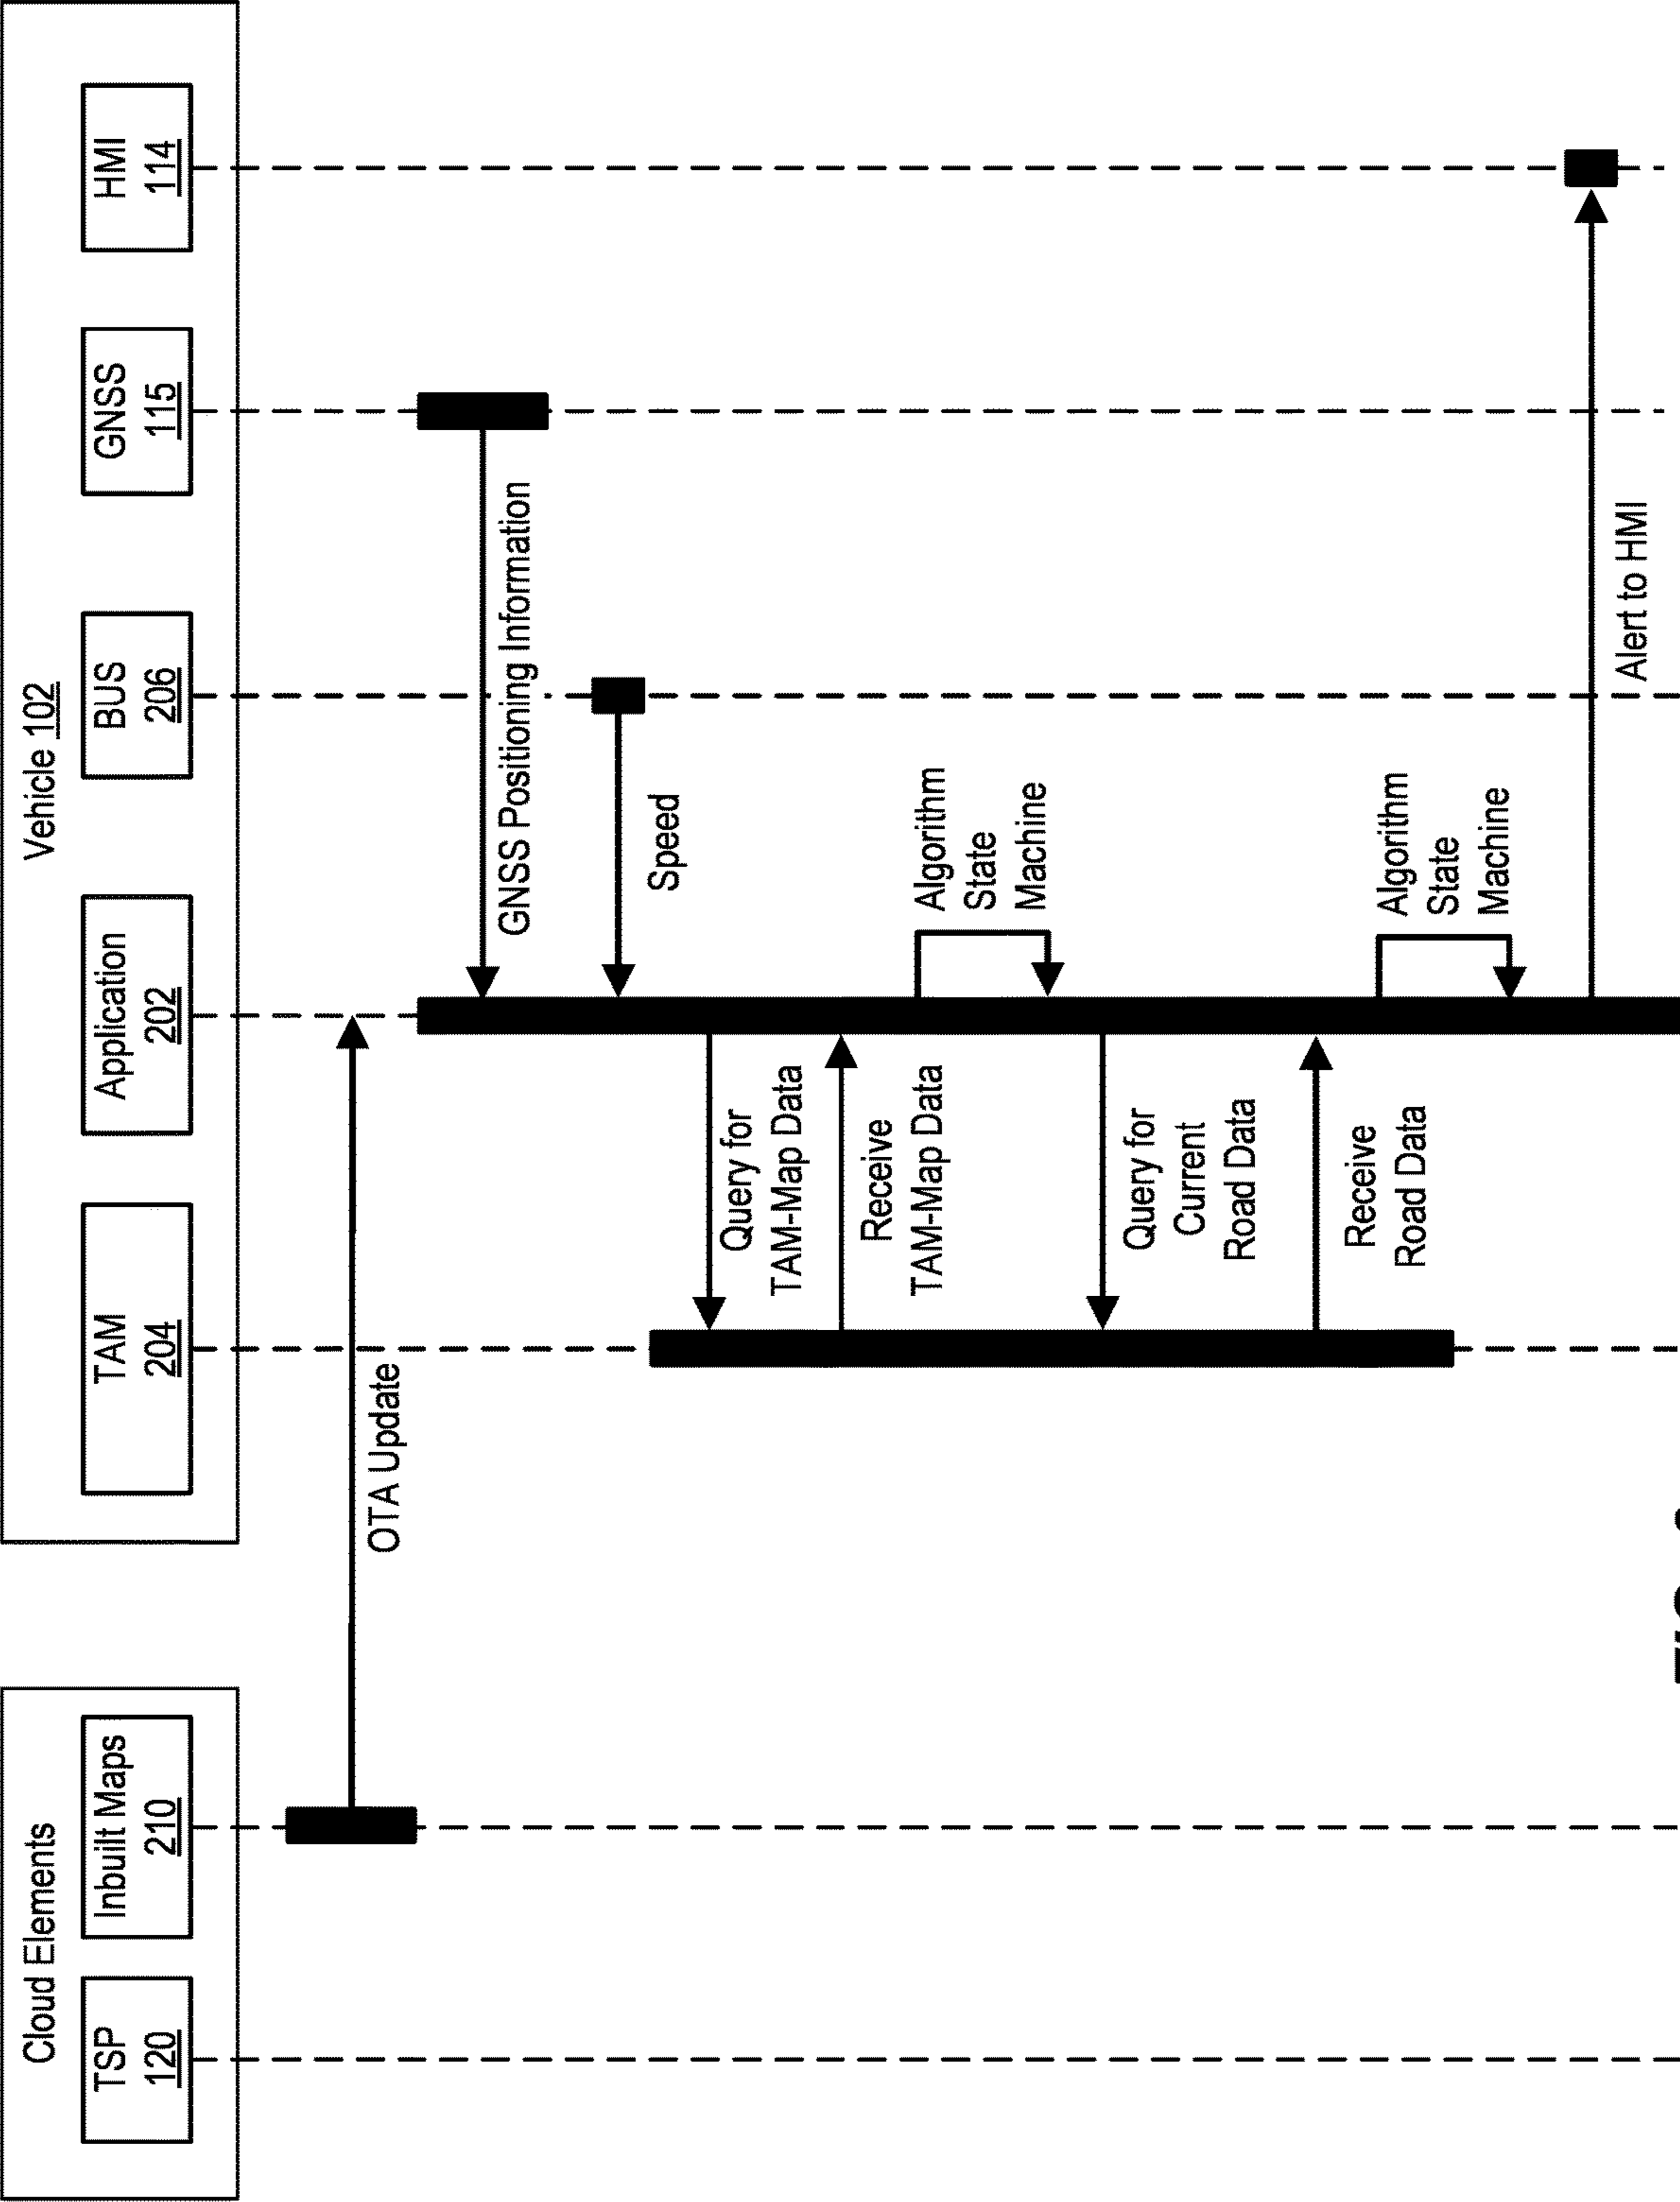 Cloud Elements
TSP
120
Inbuilt Maps
210
Vehicle 102
TAM
204
Application
202
BUS
206
GNSS
115
HMI
114
OTA Update
GNSS Positioning Information
Speed
Query for
TAM-Map Data
Receive
TAM-Map Data
Algorithm
State
Machine
Query for
Current
Road Data
Receive
Road Data
Algorithm
State
Machine
Alert to HMI